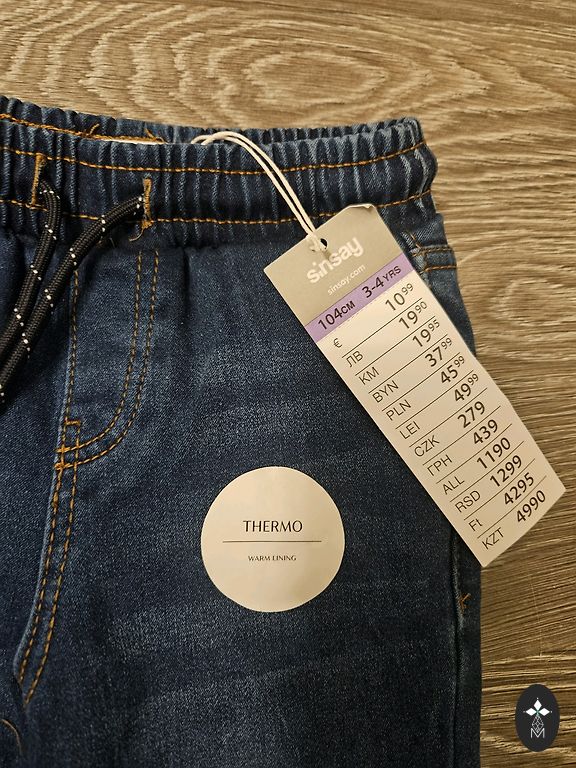 sinsay
sinsay.com
104CM 3-4 YRS
€ 10⁹⁹
ЛВ 19⁹⁰
KM 19⁹⁵
BYN 37⁹⁹
PLN 45⁹⁹
LEI 49⁹⁹
CZK 279
ГРН 439
ALL 1190
RSD 1299
Ft 4295
KZT 4990
THERMO
WARM LINING
M